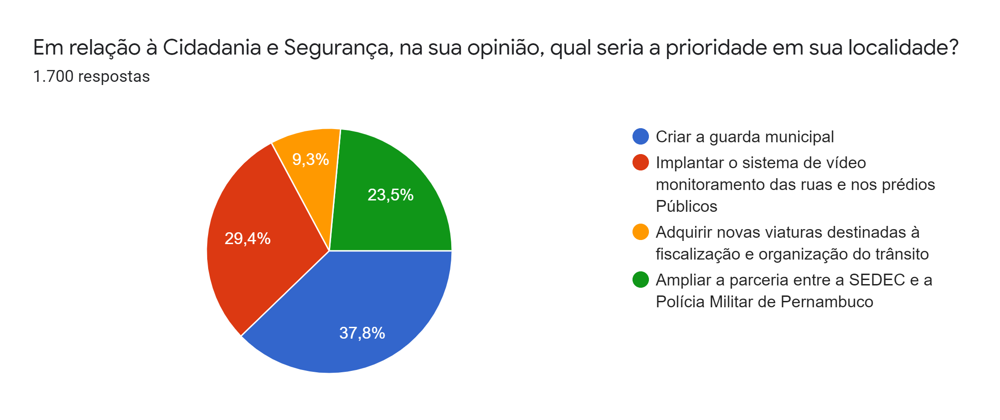 Em relação à Cidadania e Segurança, na sua opinião, qual seria a prioridade em sua localidade?
1.700 respostas
9,3%
23,5%
29,4%
37,8%
Criar a guarda municipal
Implantar o sistema de vídeo
monitoramento das ruas e nos prédios
Públicos
Adquirir novas viaturas destinadas à
fiscalização e organização do trânsito
Ampliar a parceria entre a SEDEC e a
Polícia Militar de Pernambuco